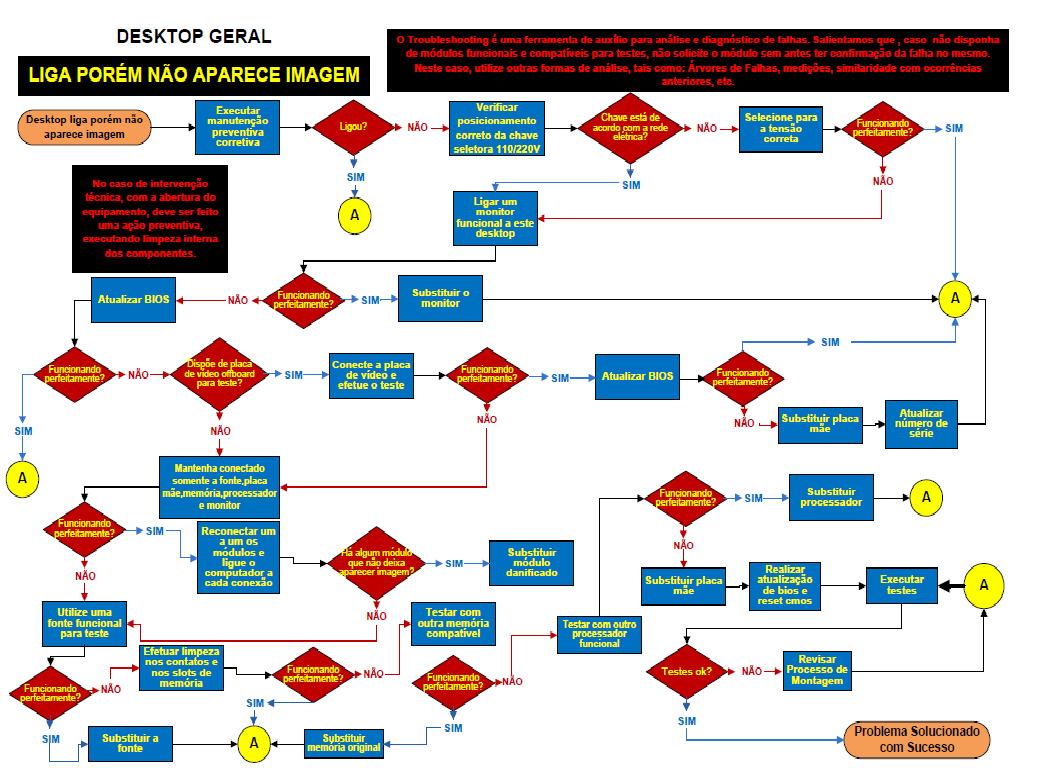 DESKTOP GERAL
LIGA PORÉM NÃO APARECE IMAGEM
O Troubleshooting é uma ferramenta de auxílio para análise e diagnóstico de falhas. Salientamos que , caso não disponha
de módulos funcionais e compatíveis para testes, não solicite o módulo sem antes ter confirmação da falha no mesmo.
Neste caso, utilize outras formas de análise, tais como: Árvores de Falhas, medições, similaridade com ocorrências
anteriores, etc.
Desktop liga porém não
aparece imagem
Executar
manutenção
preventiva
corretiva
Ligou?
NÃO
SIM
A
Verificar
posicionamento
correto da chave
seletora 110/220V
Chave está de
acordo com a rede
elétrica?
NÃO
SIM
Selecione para
a tensão
correta
Funcionando
perfeitamente?
SIM
NÃO
No caso de intervenção
técnica, com a abertura do
equipamento, deve ser feito
uma ação preventiva,
executando limpeza interna
dos componentes.
Ligar um
monitor
funcional a este
desktop
Atualizar BIOS
NÃO
Funcionando
perfeitamente?
SIM
Substituir o
monitor
A
Funcionando
perfeitamente?
NÃO
SIM
A
Dispõe de placa
de vídeo offboard
para teste?
SIM
NÃO
Conecte a placa
de vídeo e
efetue o teste
Funcionando
perfeitamente?
SIM
NÃO
Atualizar BIOS
Funcionando
perfeitamente?
SIM
NÃO
Substituir placa
mãe
Atualizar
número de
série
Mantenha conectado
somente a fonte,placa
mãe,memória,processador
e monitor
Funcionando
perfeitamente?
SIM
NÃO
Reconectar um
a um os
módulos e
ligue o
computador a
cada conexão
Há algum módulo
que não deixa
aparecer imagem?
SIM
NÃO
Substituir
módulo
danificado
Funcionando
perfeitamente?
SIM
NÃO
Substituir
processador
A
Substituir placa
mãe
Realizar
atualização
de bios e
reset cmos
Executar
testes
A
Utilize uma
fonte funcional
para teste
Funcionando
perfeitamente?
NÃO
SIM
Efetuar limpeza
nos contatos e
nos slots de
memória
Funcionando
perfeitamente?
NÃO
SIM
Testar com
outra memória
compatível
Funcionando
perfeitamente?
NÃO
SIM
Testar com outro
processador
funcional
Testes ok?
NÃO
SIM
Revisar
Processo de
Montagem
Substituir a
fonte
A
Substituir
memória original
Problema Solucionado
com Sucesso